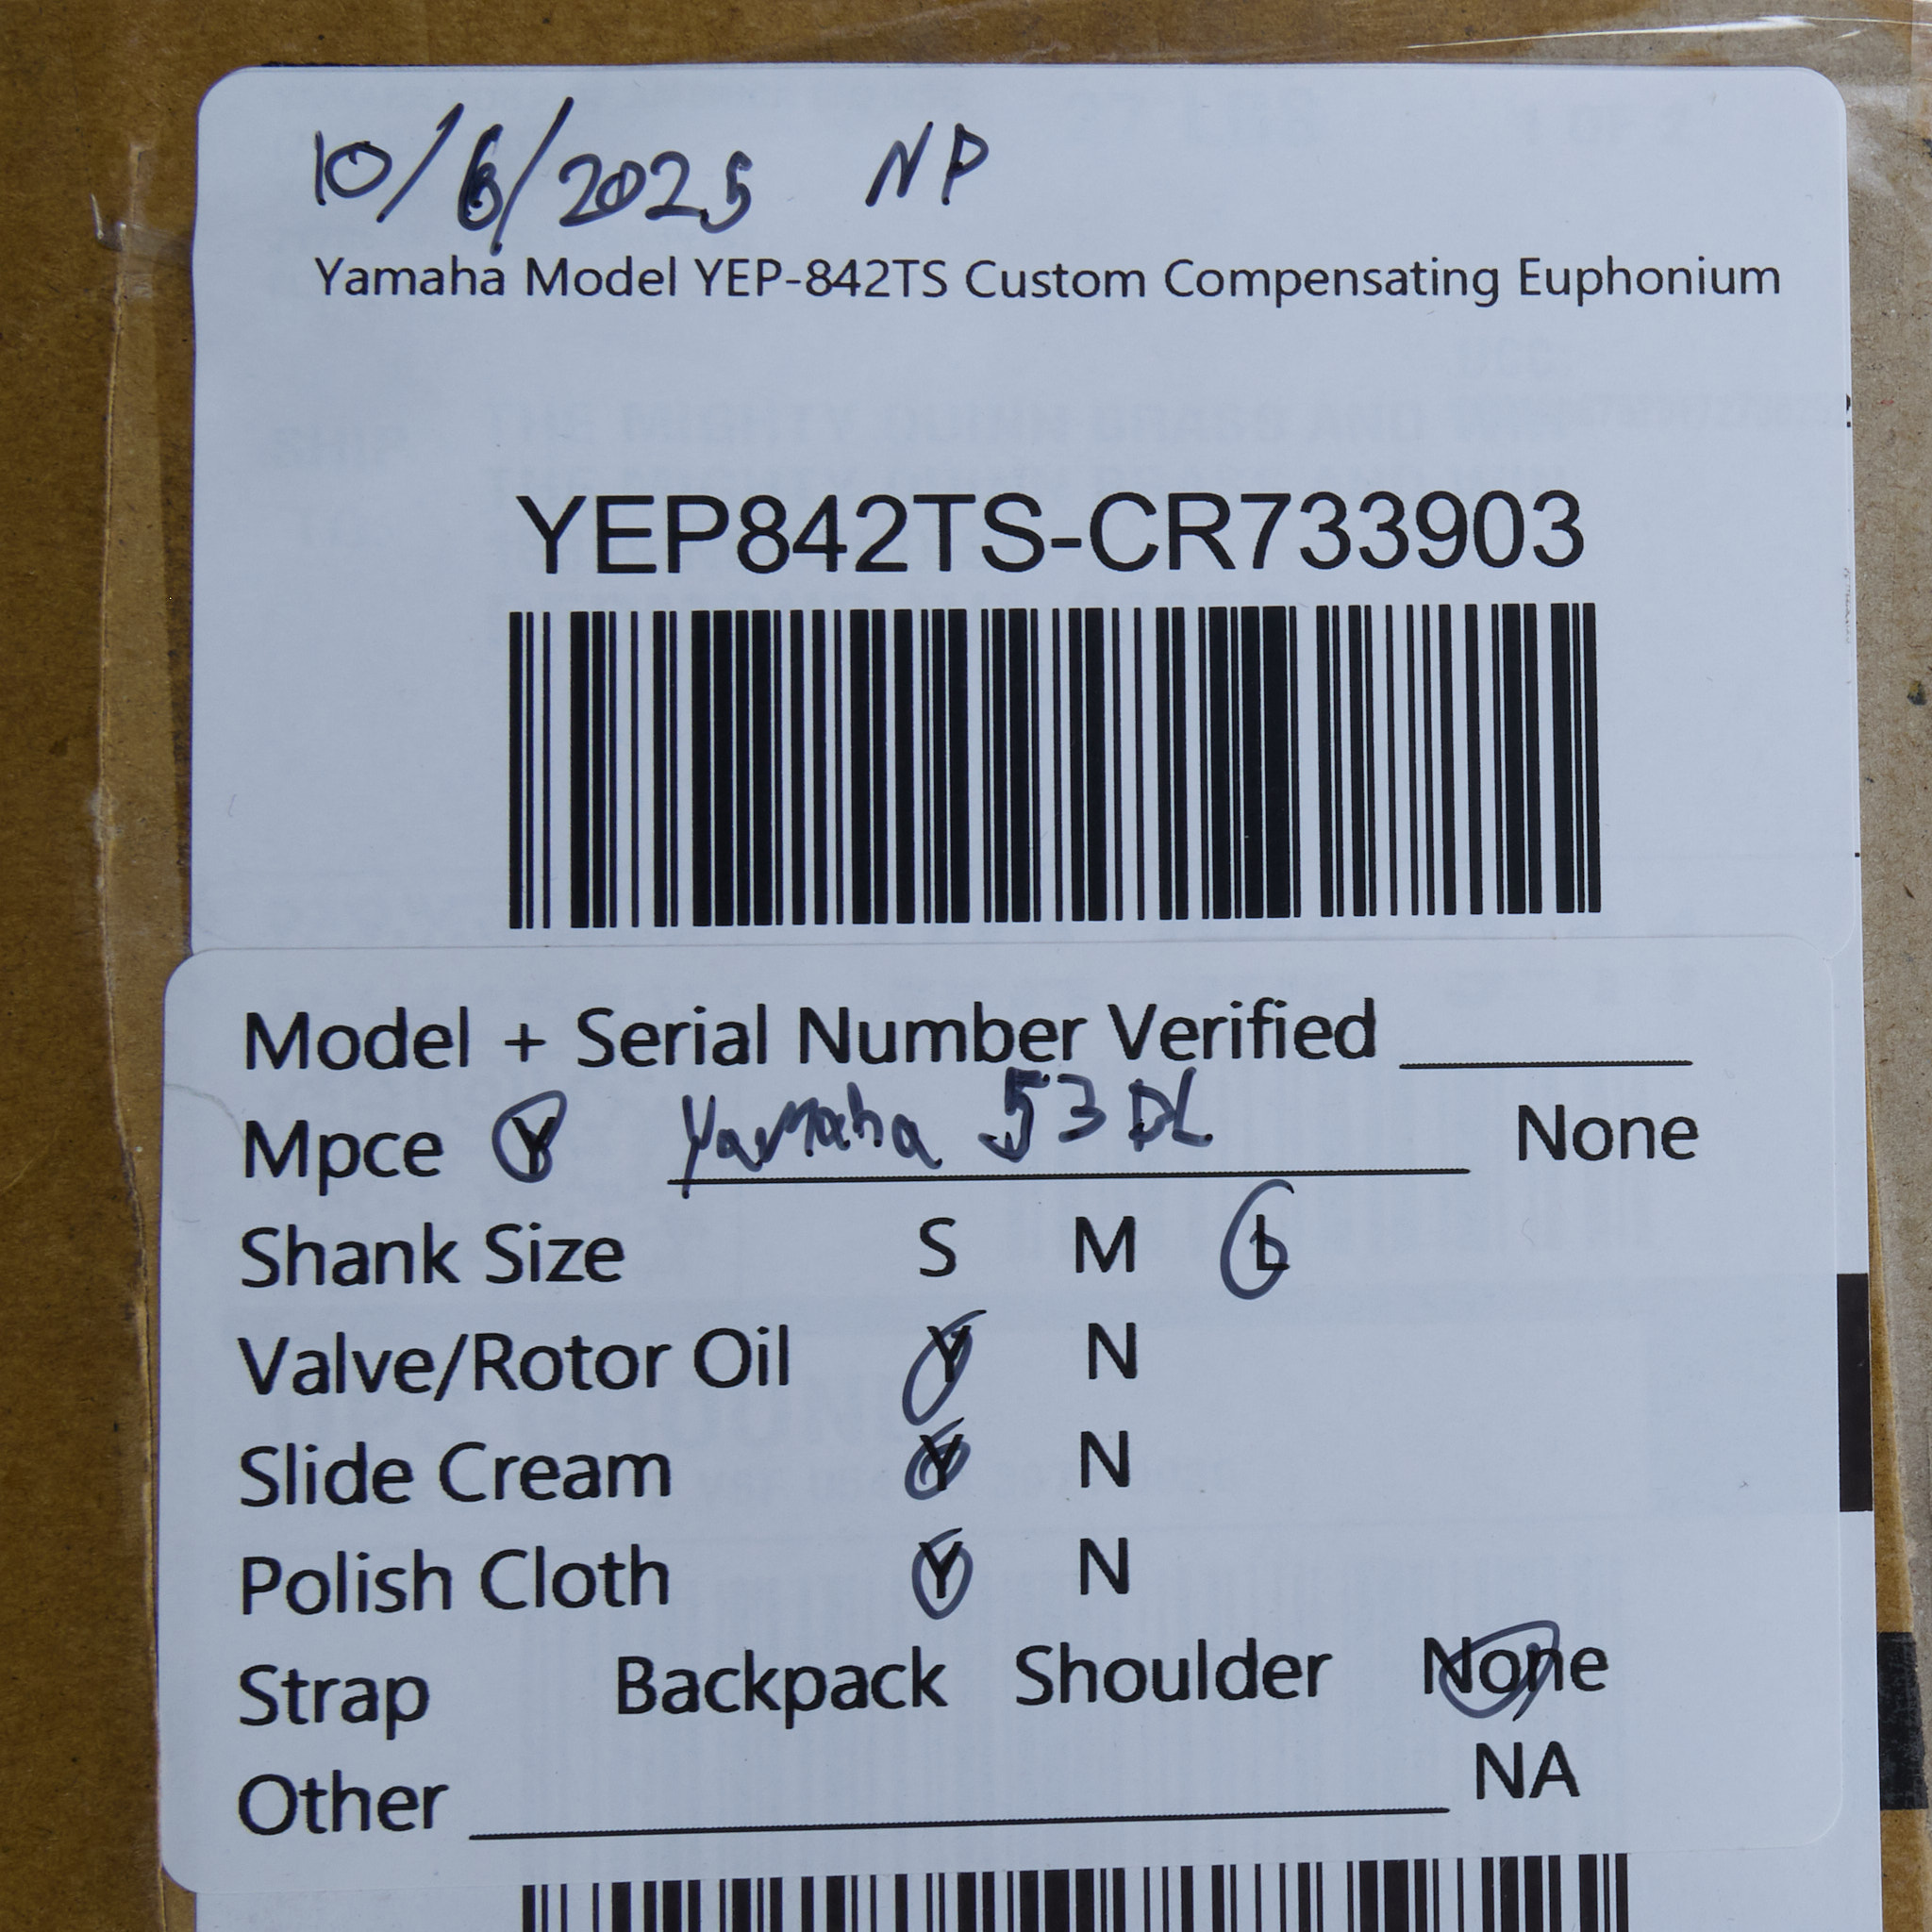 10/6/2025 NP
Yamaha Model YEP-842TS Custom Compensating Euphonium
YEP842TS-CR733903
Model + Serial Number Verified
Mpce Y Yamaha 53DL None
Shank Size S M L
Valve/Rotor Oil Y N
Slide Cream Y N
Polish Cloth Y N
Strap Backpack Shoulder None
Other NA